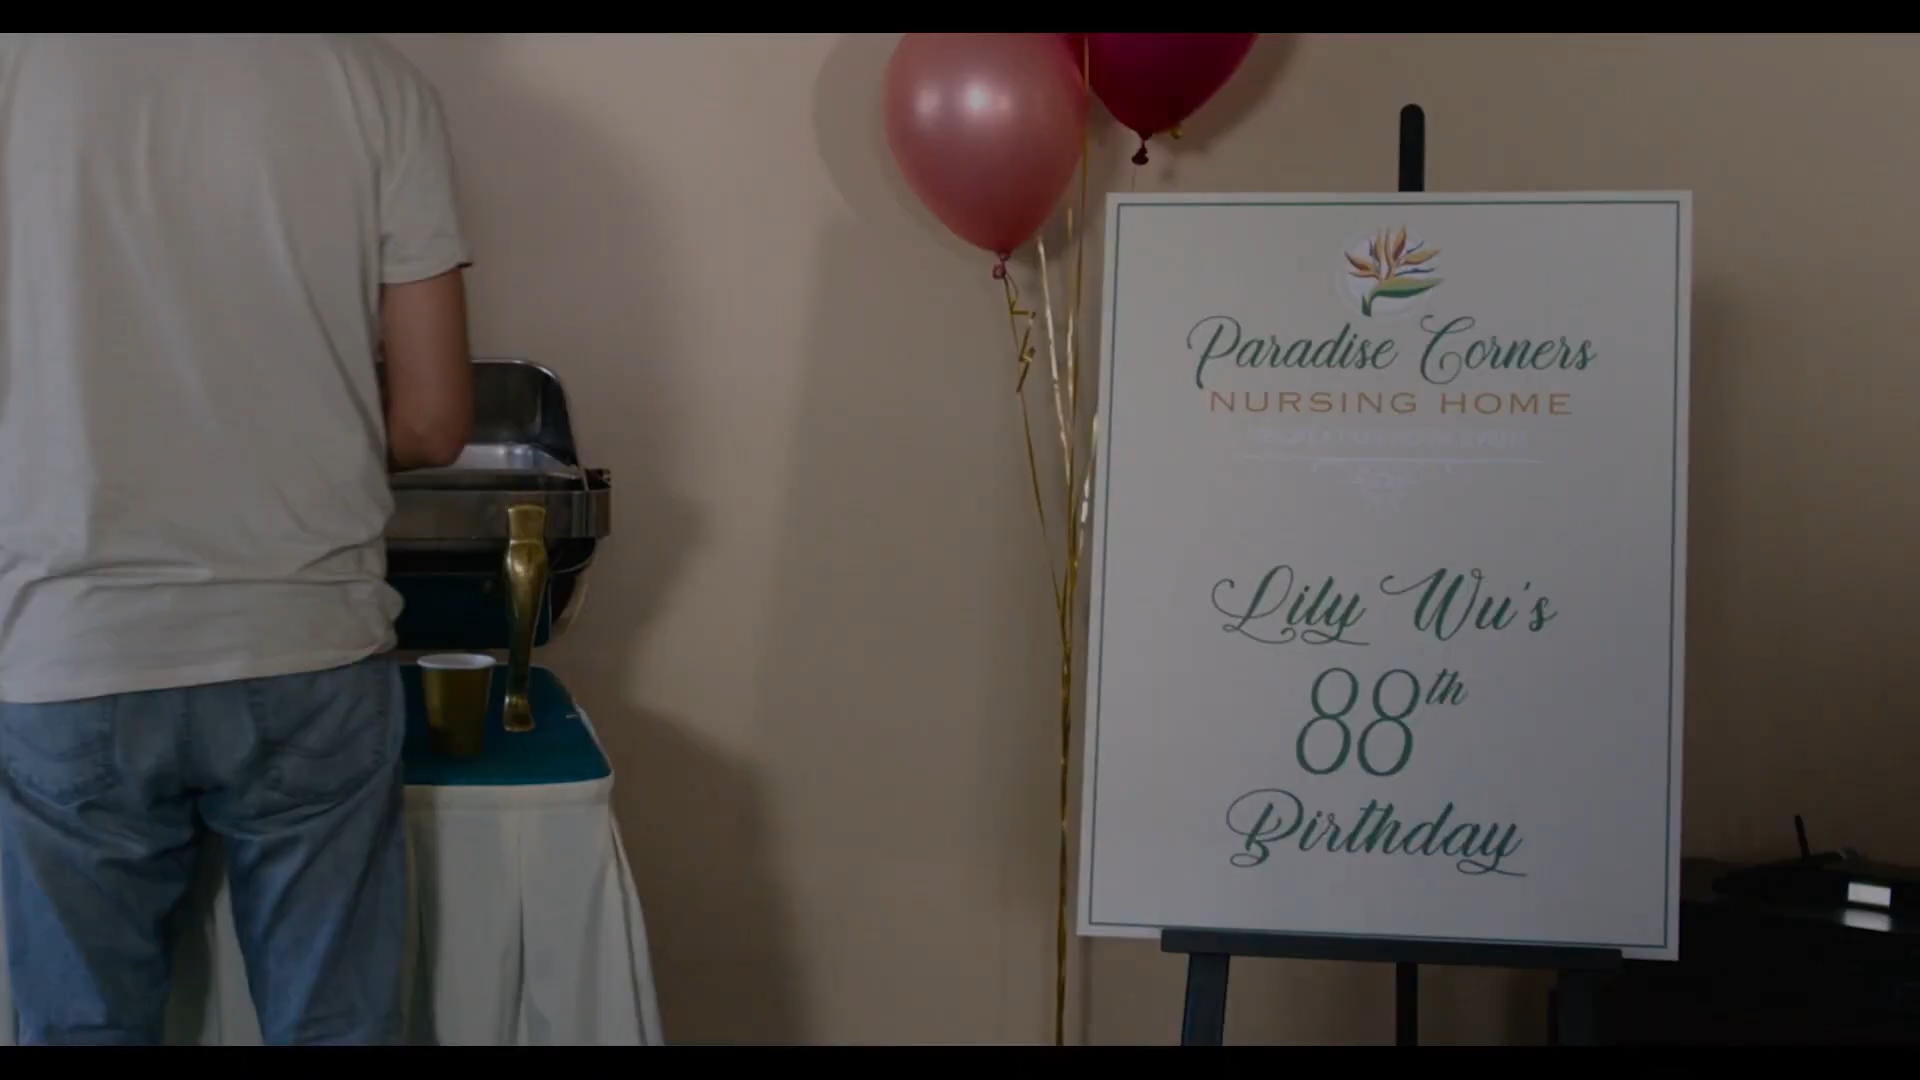 Paradise Corners
NURSING HOME
Lily Wu's
88th
Birthday